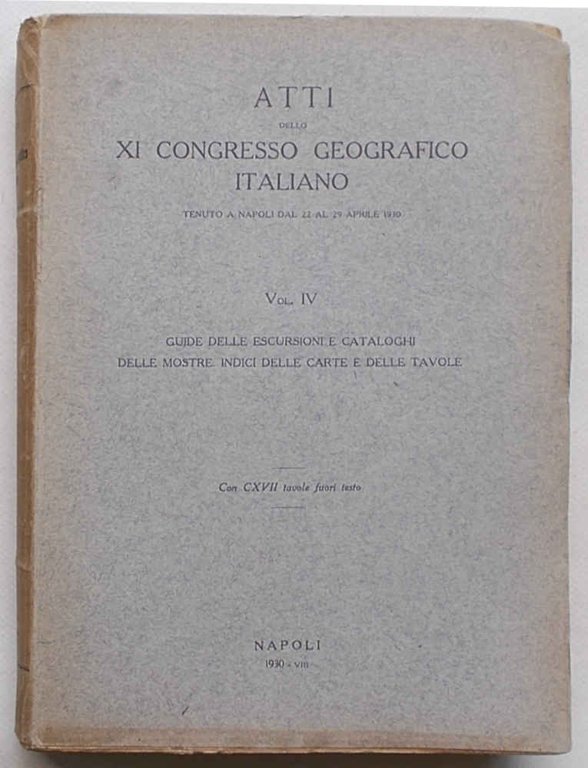 ATTI
DELLO
XI CONGRESSO GEOGRAFICO
ITALIANO
TENUTO A NAPOLI DAL 22 AL 29 APRILE 1930
VOL. IV
GUIDE DELLE ESCURSIONI E CATALOGHI
DELLE MOSTRE. INDICI DELLE CARTE E DELLE TAVOLE
Con CXVII tavole fuori testo
NAPOLI
1930 - VIII